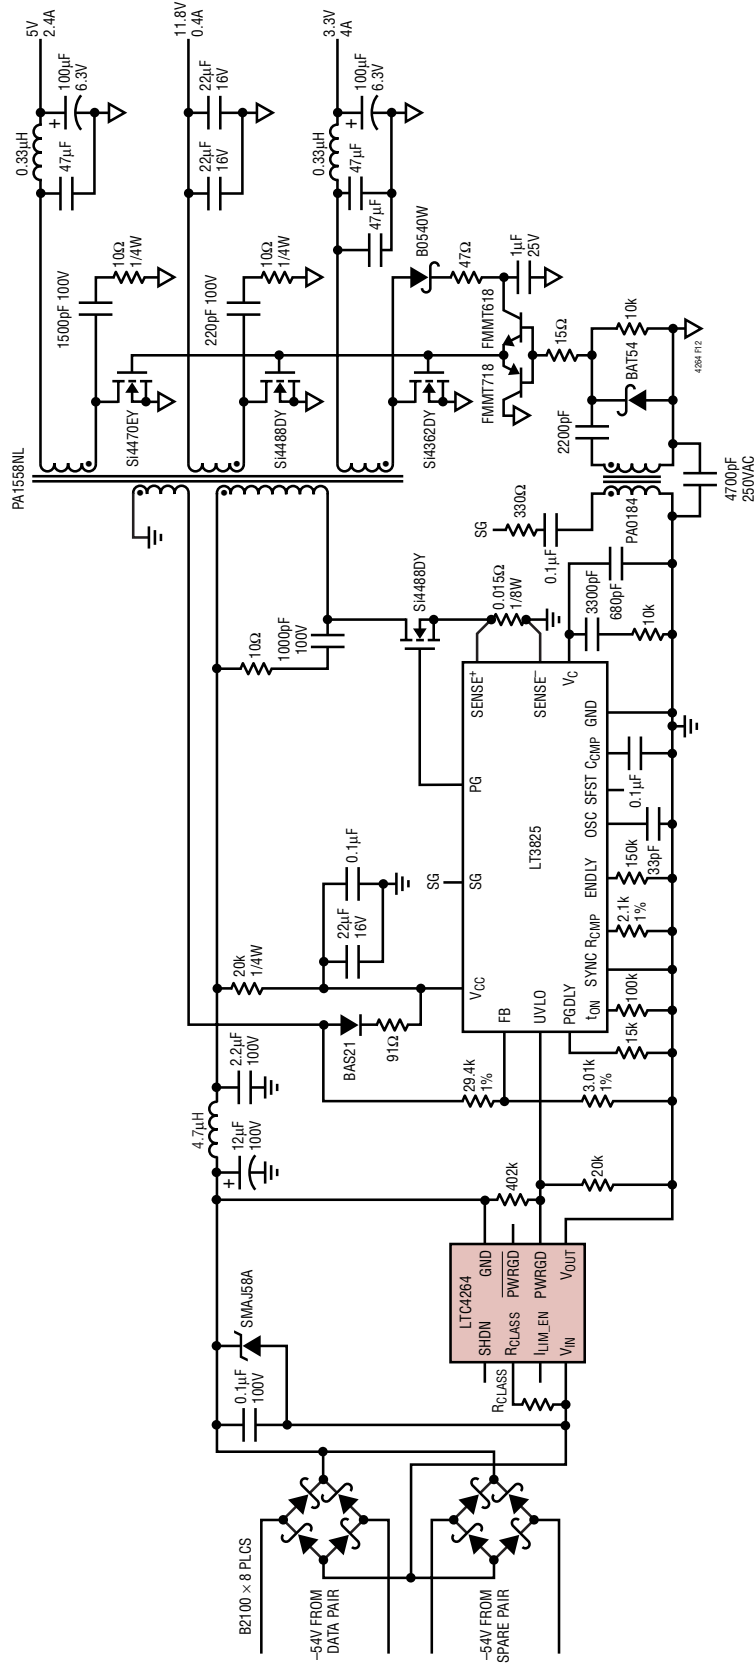 B2100 × 8 PLCS
–54V FROM
DATA PAIR
–54V FROM
SPARE PAIR
0.1µF
100V
SMAJ58A
RCLASS
LTC4264
SHDN
RCLASS
ILIM_EN
VIN
GND
PWRGD
PWRGD
VOUT
+
12µF
100V
4.7µH
2.2µF
100V
402k
20k
BAS21
91Ω
29.4k
1%
3.01k
1%
20k
1/4W
22µF
16V
0.1µF
SG
LT3825
VCC
SG
PG
FB
UVLO
PGDLY
tON
SYNC
RCMP
ENDLY
OSC
SFST
CCMP
GND
VC
SENSE+
SENSE–
15k
100k
2.1k
1%
150k
33pF
0.1µF
10Ω
1000pF
100V
Si4488DY
0.015Ω
1/8W
3300pF
680pF
10k
SG
330Ω
0.1µF
PA0184
4700pF
250VAC
2200pF
BAT54
10k
15Ω
FMMT718
FMMT618
1µF
25V
47Ω
B0540W
PA1558NL
Si4470EY
1500pF 100V
10Ω
1/4W
Si4488DY
220pF 100V
10Ω
1/4W
Si4362DY
47µF
0.33µH
+
100µF
6.3V
5V
2.4A
22µF
16V
22µF
16V
11.8V
0.4A
47µF
47µF
0.33µH
+
100µF
6.3V
3.3V
4A
4264 F12